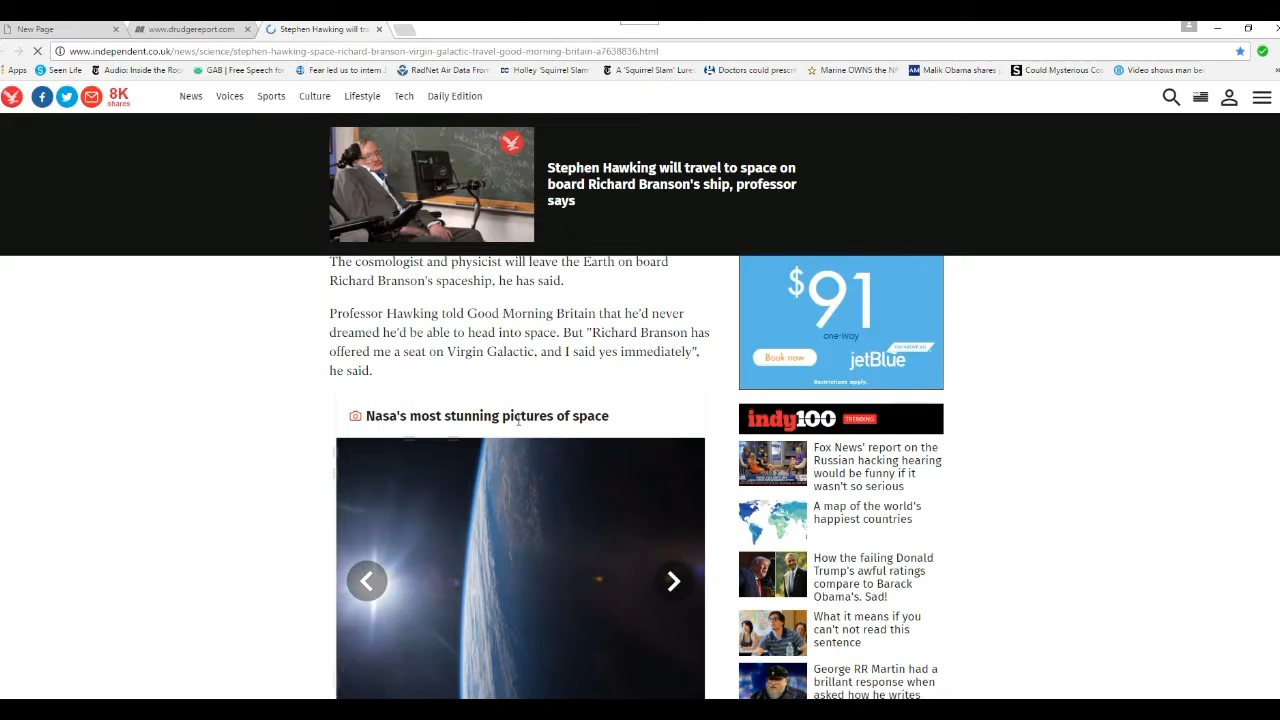 New Page
www.drudgereport.com
Stephen Hawking will tr
www.independent.co.uk/news/science/stephen-hawking-space-richard-branson-virgin-galactic-travel-good-morning-britain-a7638836.html
Apps Seen Life Audio: Inside the Roc GAB | Free Speech fo Fear led us to intern J RadNet Air Data From Holley 'Squirrel Slam' A 'Squirrel Slam' Lure Doctors could prescri Marine OWNS the NF Malik Obama shares Could Mysterious Co Video shows man be
8K
shares
News Voices Sports Culture Lifestyle Tech Daily Edition
Stephen Hawking will travel to space on
board Richard Branson's ship, professor
says
The cosmologist and physicist will leave the Earth on board
Richard Branson's spaceship, he has said.
Professor Hawking told Good Morning Britain that he'd never
dreamed he'd be able to head into space. But "Richard Branson has
offered me a seat on Virgin Galactic, and I said yes immediately",
he said.
Nasa's most stunning pictures of space
$91
one-way
Book now
YOU ABOVE ALL
jetBlue
Restrictions apply.
indy100 TRENDING
Fox News' report on the
Russian hacking hearing
would be funny if it
wasn't so serious
A map of the world's
happiest countries
How the failing Donald
Trump's awful ratings
compare to Barack
Obama's. Sad!
What it means if you
can't not read this
sentence
George RR Martin had a
brillant response when
asked how he writes